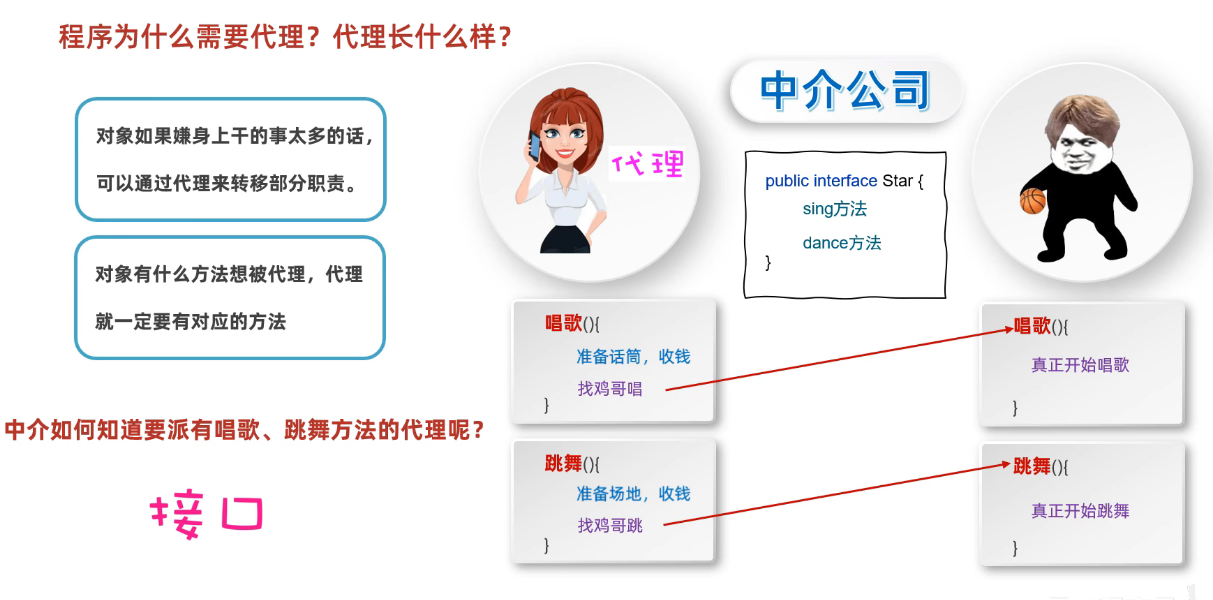 程序为什么需要代理？代理长什么样？
对象如果嫌身上干的事太多的话，
可以通过代理来转移部分职责。
对象有什么方法想被代理，代理
就一定要有对应的方法
中介如何知道要派有唱歌、跳舞方法的代理呢？
接口
代理
中介公司
public interface Star {
sing方法
dance方法
}
唱歌(){
准备话筒，收钱
找鸡哥唱
}
跳舞(){
准备场地，收钱
找鸡哥跳
}
唱歌(){
真正开始唱歌
}
跳舞(){
真正开始跳舞
}